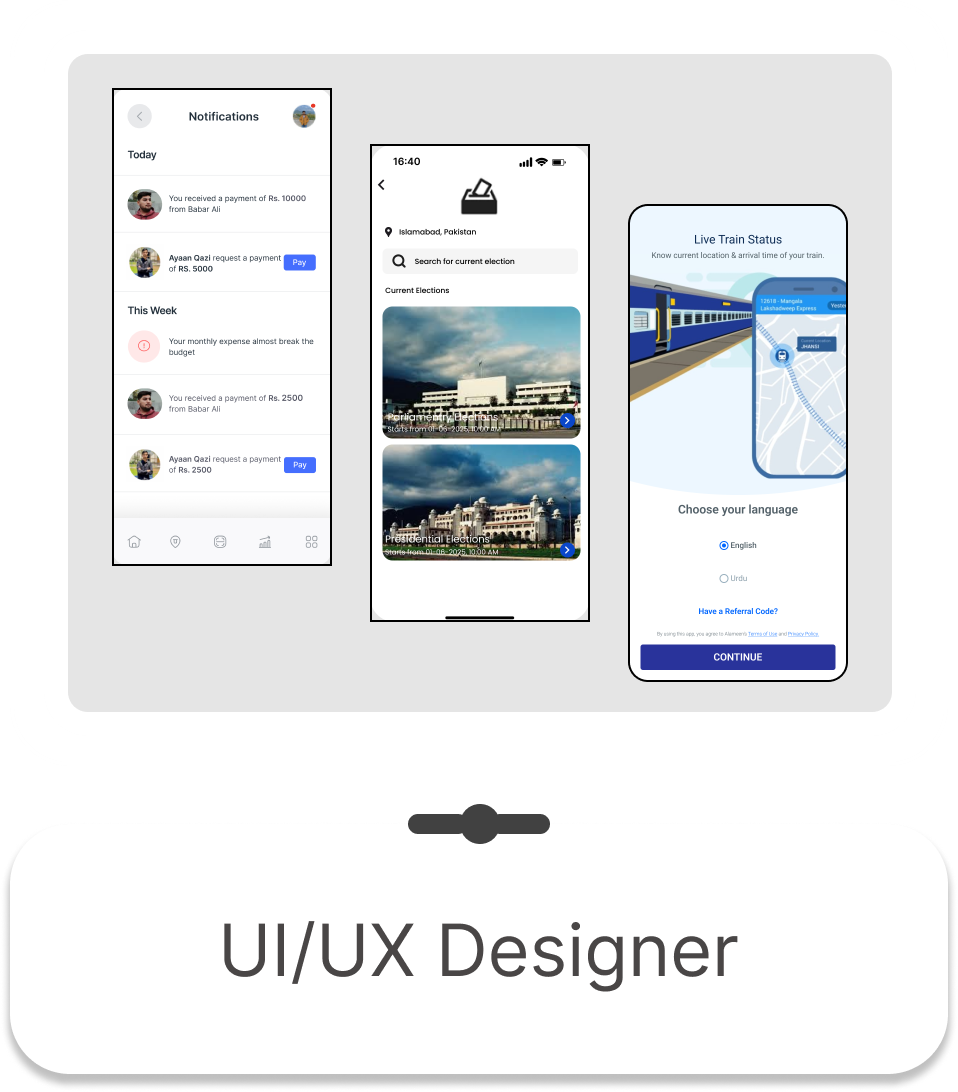 Notifications
Today
You received a payment of Rs. 10000
from Babar Ali
Ayaan Qazi request a payment
of RS. 5000
Pay
This Week
Your monthly expense almost break the
budget
You received a payment of Rs. 2500
from Babar Ali
Ayaan Qazi request a payment
of Rs. 2500
Pay
16:40
Islamabad, Pakistan
Search for current election
Current Elections
Parliamentry Elections
Starts from 01-06-2025, 10:00 AM
Presidential Elections
Starts from 01-06-2025, 10:00 AM
Live Train Status
Know current location & arrival time of your train.
12618 - Mangala
Lakshadweep Express
Yeste
Current Location
JHANSI
Choose your language
English
Urdu
Have a Referral Code?
By using this app, you agree to Alameen's Terms of Use and Privacy Policy
CONTINUE
UI/UX Designer